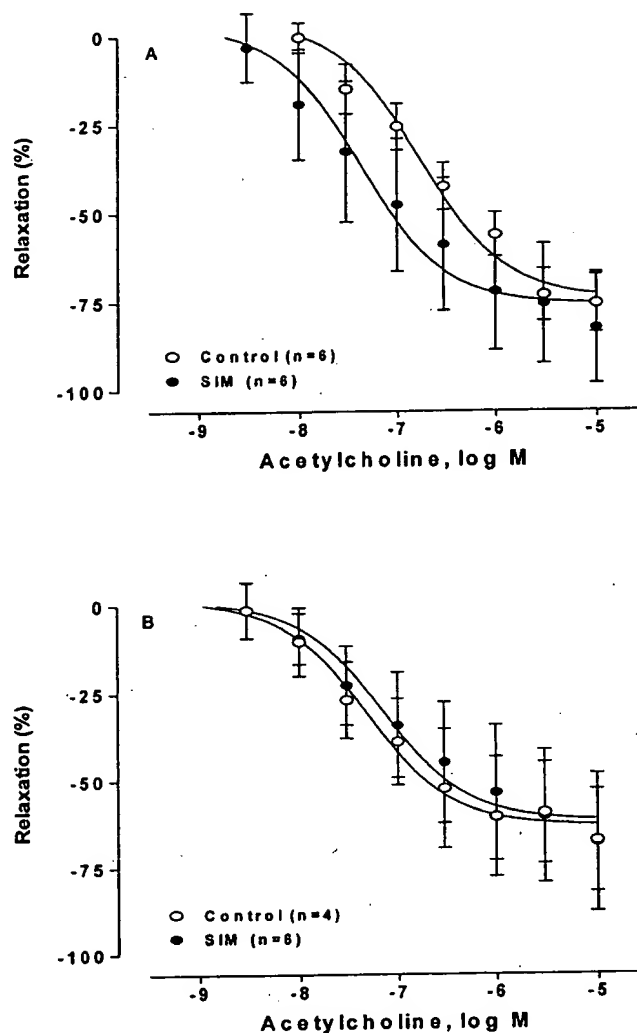 A
Relaxation (%)
0
-25
-50
-75
-100
Control (n=6)
SIM (n=6)
-9 -8 -7 -6 -5
Acetylcholine, log M
B
Relaxation (%)
0
-25
-50
-75
-100
Control (n=4)
SIM (n=6)
-9 -8 -7 -6 -5
Acetylcholine, log M